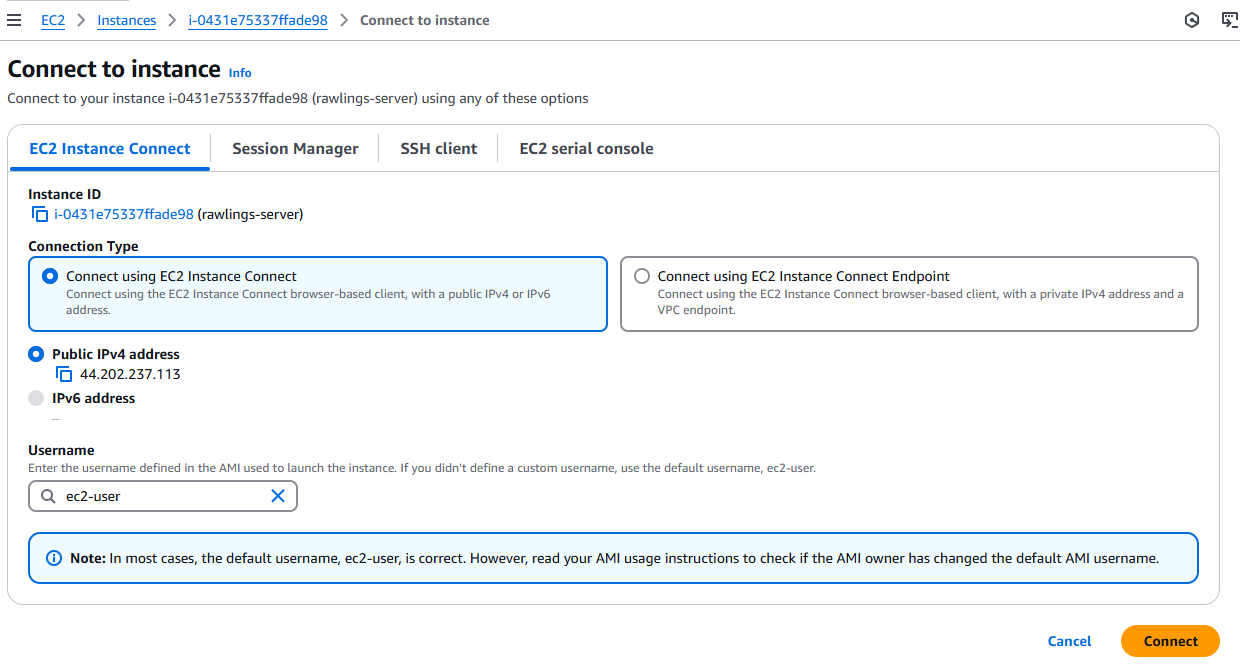 EC2 > Instances > i-0431e75337ffade98 > Connect to instance
Connect to instance Info
Connect to your instance i-0431e75337ffade98 (rawlings-server) using any of these options
EC2 Instance Connect Session Manager SSH client EC2 serial console
Instance ID
i-0431e75337ffade98 (rawlings-server)
Connection Type
Connect using EC2 Instance Connect
Connect using the EC2 Instance Connect browser-based client, with a public IPv4 or IPv6
address.
Connect using EC2 Instance Connect Endpoint
Connect using the EC2 Instance Connect browser-based client, with a private IPv4 address and a
VPC endpoint.
Public IPv4 address
44.202.237.113
IPv6 address
–
Username
Enter the username defined in the AMI used to launch the instance. If you didn't define a custom username, use the default username, ec2-user.
ec2-user
Note: In most cases, the default username, ec2-user, is correct. However, read your AMI usage instructions to check if the AMI owner has changed the default AMI username.
Cancel Connect